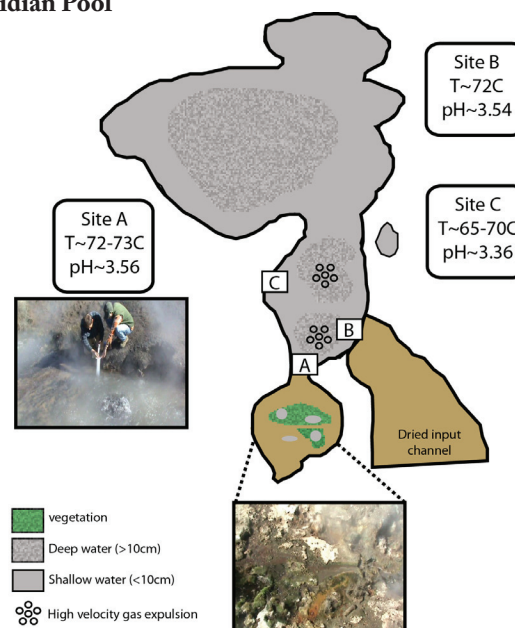 idian Pool
Site B
T~72C
pH~3.54
Site C
T~65-70C
pH~3.36
Site A
T~72-73C
pH~3.56
C
B
A
Dried input
channel
vegetation
Deep water (>10cm)
Shallow water (<10cm)
High velocity gas expulsion